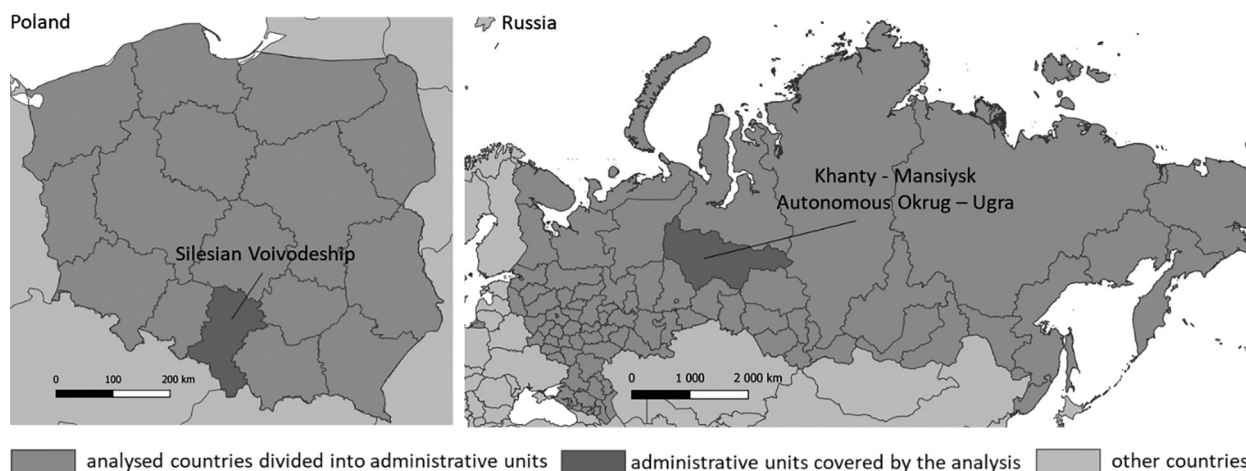 Poland
Russia
Khanty - Mansiysk
Autonomous Okrug – Ugra
Silesian Voivodeship
0 100 200 km
0 1 000 2 000 km
analysed countries divided into administrative units administrative units covered by the analysis other countries